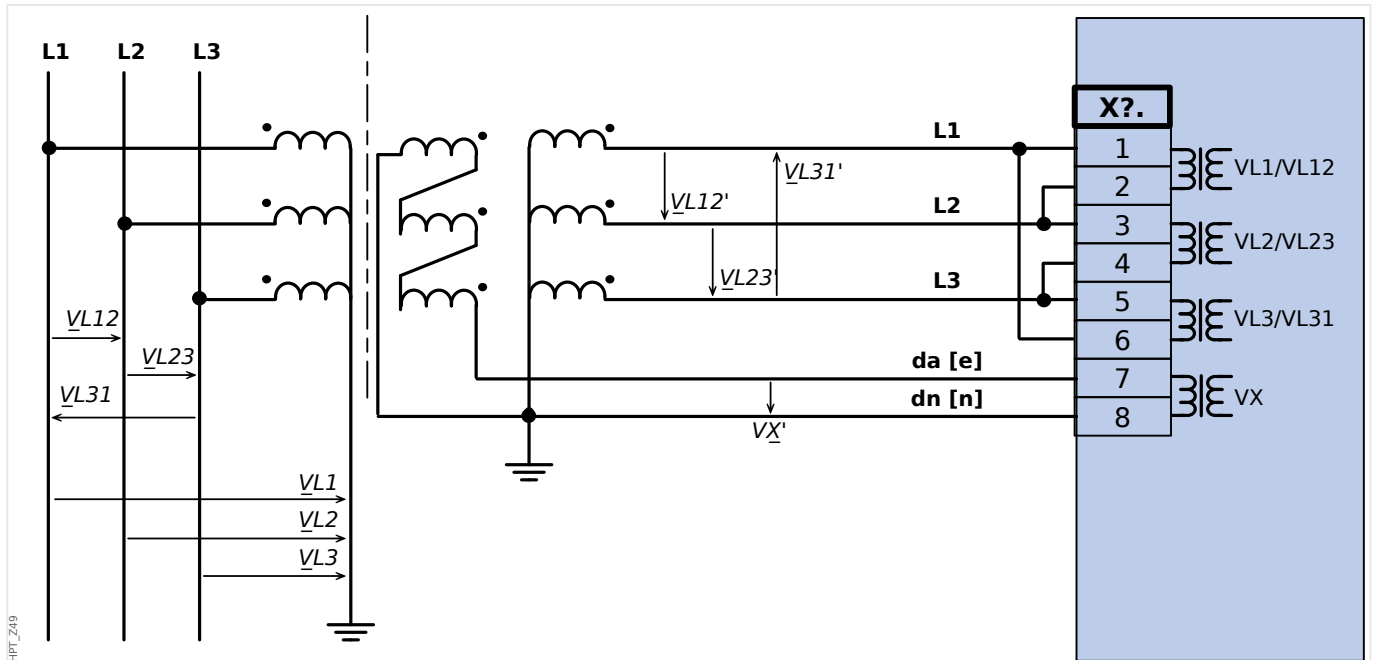 L1 L2 L3
X?.
L1
1
VL1/VL12
VL31'
2
VL12'
L2
3
VL2/VL23
4
VL23'
L3
5
VL3/VL31
VL12
6
VL23
da [e]
7
VL31
dn [n]
VX
8
VX'
VL1
VL2
VL3
HPT_Z49